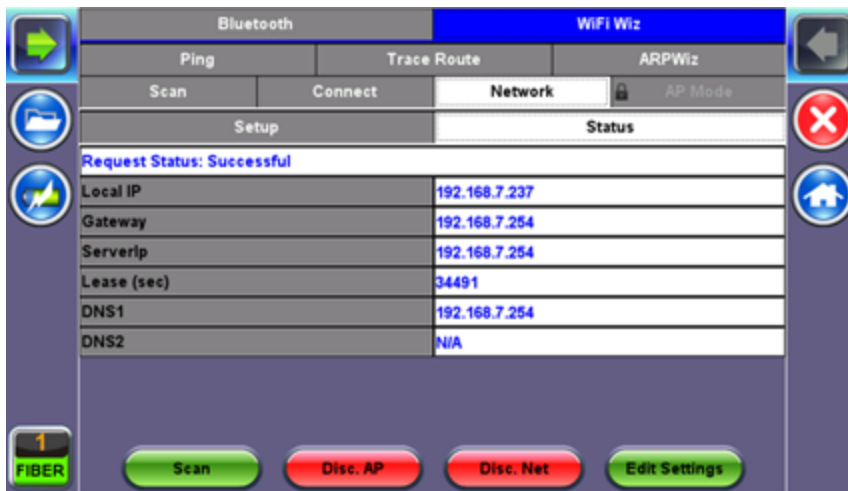 Bluetooth WiFi Wiz
Ping Trace Route ARPWiz
Scan Connect Network AP Mode
Setup Status
Request Status: Successful
Local IP 192.168.7.237
Gateway 192.168.7.254
ServerIp 192.168.7.254
Lease (sec) 34491
DNS1 192.168.7.254
DNS2 N/A
1
FIBER
Scan Disc. AP Disc. Net Edit Settings